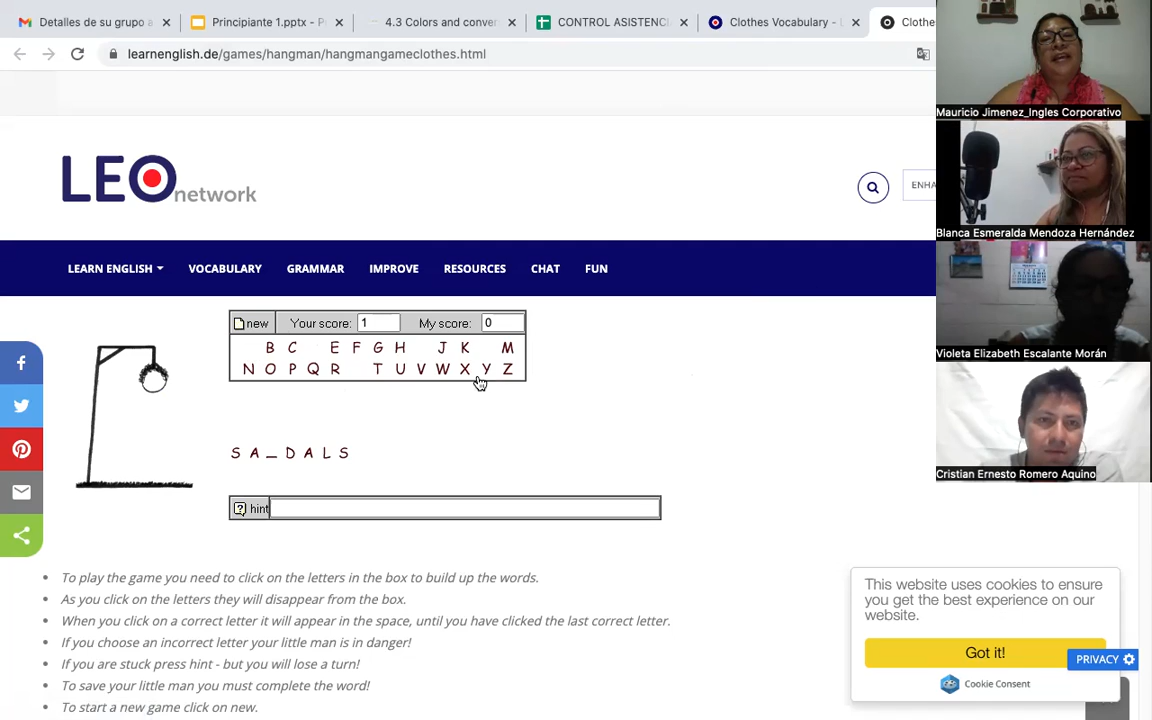 Detalles de su grupo a
Principiante 1.pptx - P
4.3 Colors and conver
CONTROL ASISTENCI
Clothes Vocabulary - L
Clothe
learnenglish.de/games/hangman/hangmangameclothes.html
LEO network
ENHA
LEARN ENGLISH VOCABULARY GRAMMAR IMPROVE RESOURCES CHAT FUN
new Your score: 1 My score: 0
B C E F G H J K M
N O P Q R T U V W X Y Z
S A _ D A L S
hint
To play the game you need to click on the letters in the box to build up the words.
As you click on the letters they will disappear from the box.
When you click on a correct letter it will appear in the space, until you have clicked the last correct letter.
If you choose an incorrect letter your little man is in danger!
If you are stuck press hint - but you will lose a turn!
To save your little man you must complete the word!
To start a new game click on new.
This website uses cookies to ensure
you get the best experience on our
website.
Got it!
PRIVACY
Cookie Consent
Mauricio Jimenez_Ingles Corporativo
Blanca Esmeralda Mendoza Hernández
Violeta Elizabeth Escalante Morán
Cristian Ernesto Romero Aquino